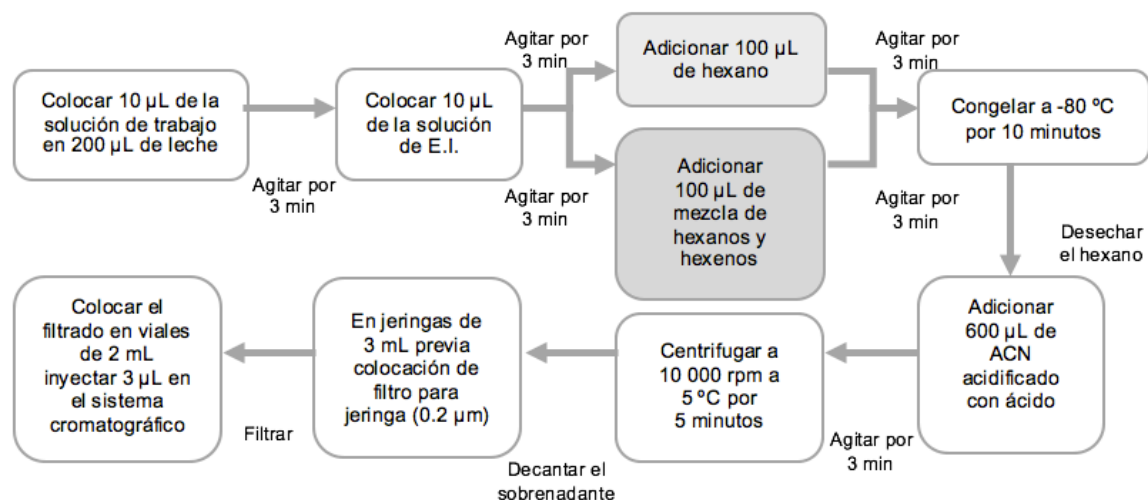 Colocar 10 µL de la
solución de trabajo
en 200 µL de leche
Agitar por
3 min
Colocar 10 µL
de la solución
de E.I.
Agitar por
3 min
Adicionar 100 µL
de hexano
Agitar por
3 min
Agitar por
3 min
Adicionar
100 µL de
mezcla de
hexanos y
hexenos
Agitar por
3 min
Congelar a -80 ºC
por 10 minutos
Desechar
el hexano
Adicionar
600 µL de
ACN
acidificado
con ácido
Agitar por
3 min
Centrifugar a
10 000 rpm a
5 ºC por
5 minutos
Decantar el
sobrenadante
En jeringas de
3 mL previa
colocación de
filtro para
jeringa (0.2 µm)
Filtrar
Colocar el
filtrado en viales
de 2 mL
inyectar 3 µL en
el sistema
cromatográfico